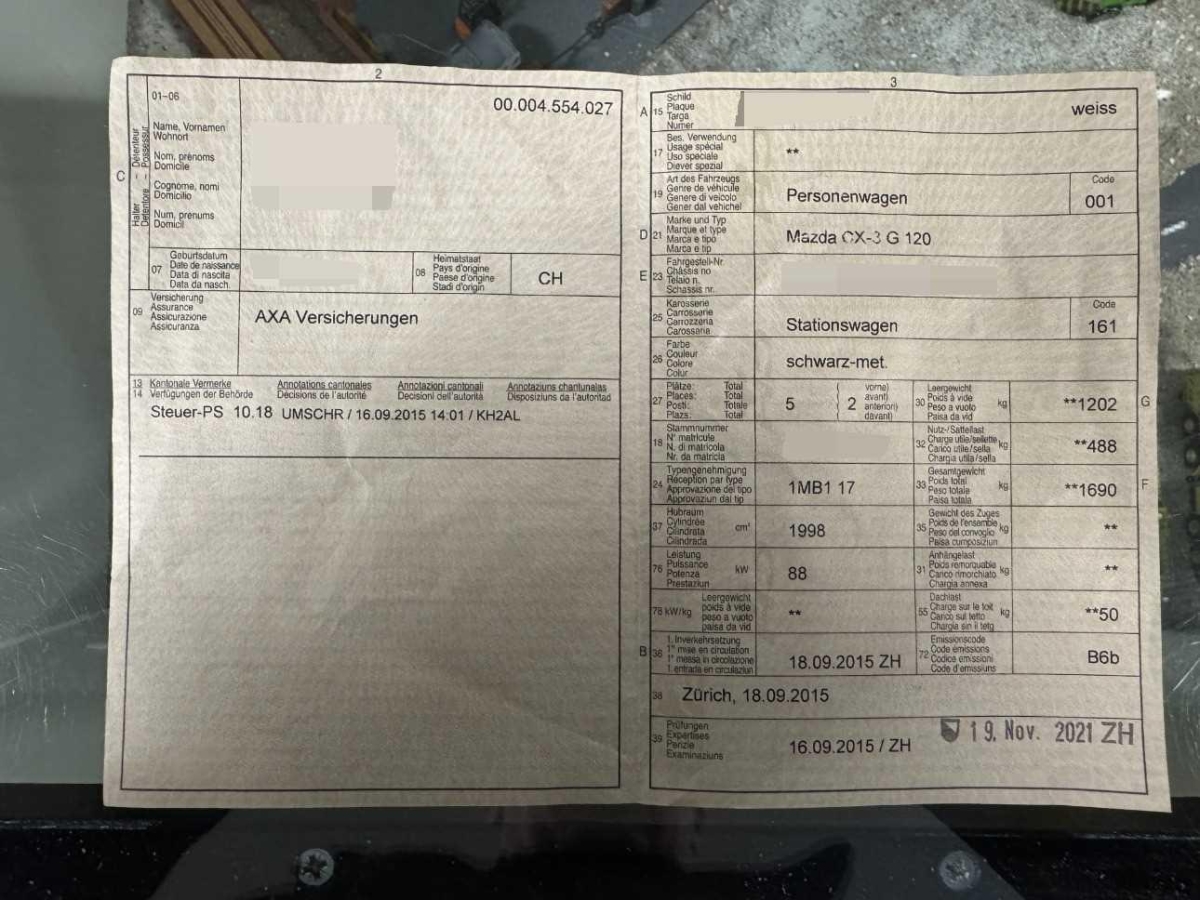 2
01-06
00.004.554.027
C
Halter – Détenteur
Detentore – Possessur
Name, Vornamen
Wohnort
Nom, prénoms
Domicile
Cognome, nomi
Domicilio
Num, prenums
Domicil
07
Geburtsdatum
Date de naissance
Data di nascita
Data da nasch.
08
Heimatstaat
Pays d'origine
Paese d'origine
Stadi d'origin
CH
09
Versicherung
Assurance
Assicurazione
Assicuranza
AXA Versicherungen
13 Kantonale Vermerke Annotations cantonales Annotazioni cantonali Annotaziuns chantunalas
14 Verfügungen der Behörde Décisions de l'autorité Decisioni dell'autorità Disposiziuns da l'autoritad
Steuer-PS 10.18 UMSCHR / 16.09.2015 14:01 / KH2AL
3
A 15
Schild
Plaque
Targa
Numer
weiss
17
Bes. Verwendung
Usage spécial
Uso speciale
Diever spezial
**
19
Art des Fahrzeugs
Genre de véhicule
Genere di veicolo
Gener dal vehichel
Personenwagen
Code
001
D 21
Marke und Typ
Marque et type
Marca e tipo
Marca e tip
Mazda CX-3 G 120
E 23
Fahrgestell-Nr.
Châssis no
Telaio n.
Schassis nr.
25
Karosserie
Carrosserie
Carrozzeria
Carossaria
Stationswagen
Code
161
26
Farbe
Couleur
Colore
Colur
schwarz-met.
27
Plätze: Total
Places: Total
Posti: Totale
Plazs: Total
5
( vorne)
2 avant)
( anteriori)
davant)
30
Leergewicht
Poids à vide
Peso a vuoto
Paisa da vid
kg
**1202
G
18
Stammnummer
N° matricule
N. di matricola
Nr. da matricla
32
Nutz-/Sattellast
Charge utile/sellette
Carico utile/sella
Chargia utila/sella
kg
**488
24
Typengenehmigung
Réception par type
Approvazione del tipo
Approvaziun dal tip
1MB1 17
33
Gesamtgewicht
Poids total
Peso totale
Paisa totala
kg
**1690
F
37
Hubraum
Cylindrée
Cilindrata
Cilindrada
cm³
1998
35
Gewicht des Zuges
Poids de l'ensemble
Peso del convoglio
Paisa cumposiziun
kg
**
76
Leistung
Puissance
Potenza
Prestaziun
kW
88
31
Anhängelast
Poids remorquable
Carico rimorchiato
Chargia annexa
kg
**
78 kW/kg
Leergewicht
poids à vide
peso a vuoto
paisa da vid
**
55
Dachlast
Charge sur le toit
Carico sul tetto
Chargia sin il tetg
kg
**50
B 36
1. Inverkehrsetzung
1re mise en circulation
1a messa in circolazione
1. entrada en circulaziun
18.09.2015 ZH
72
Emissionscode
Code émissions
Codice emissioni
Code d'emissiuns
B6b
38
Zürich, 18.09.2015
39
Prüfungen
Expertises
Perizie
Examinaziuns
16.09.2015 / ZH
19. Nov. 2021 ZH